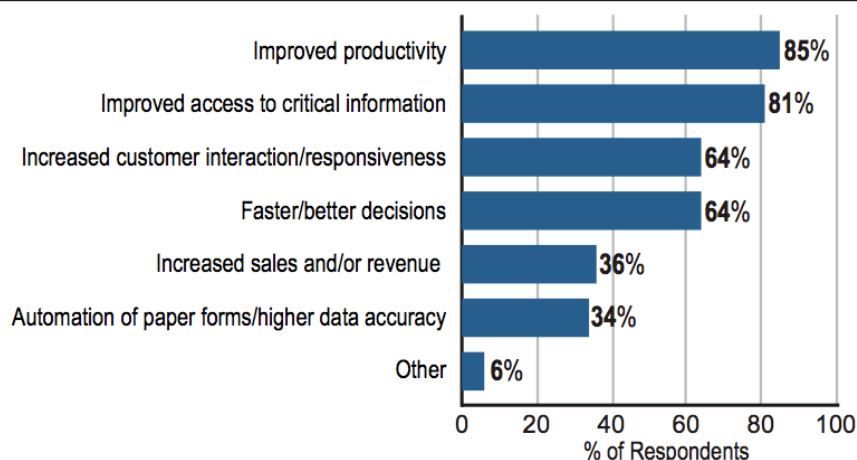 Improved productivity 85%
Improved access to critical information 81%
Increased customer interaction/responsiveness 64%
Faster/better decisions 64%
Increased sales and/or revenue 36%
Automation of paper forms/higher data accuracy 34%
Other 6%
0 20 40 60 80 100
% of Respondents